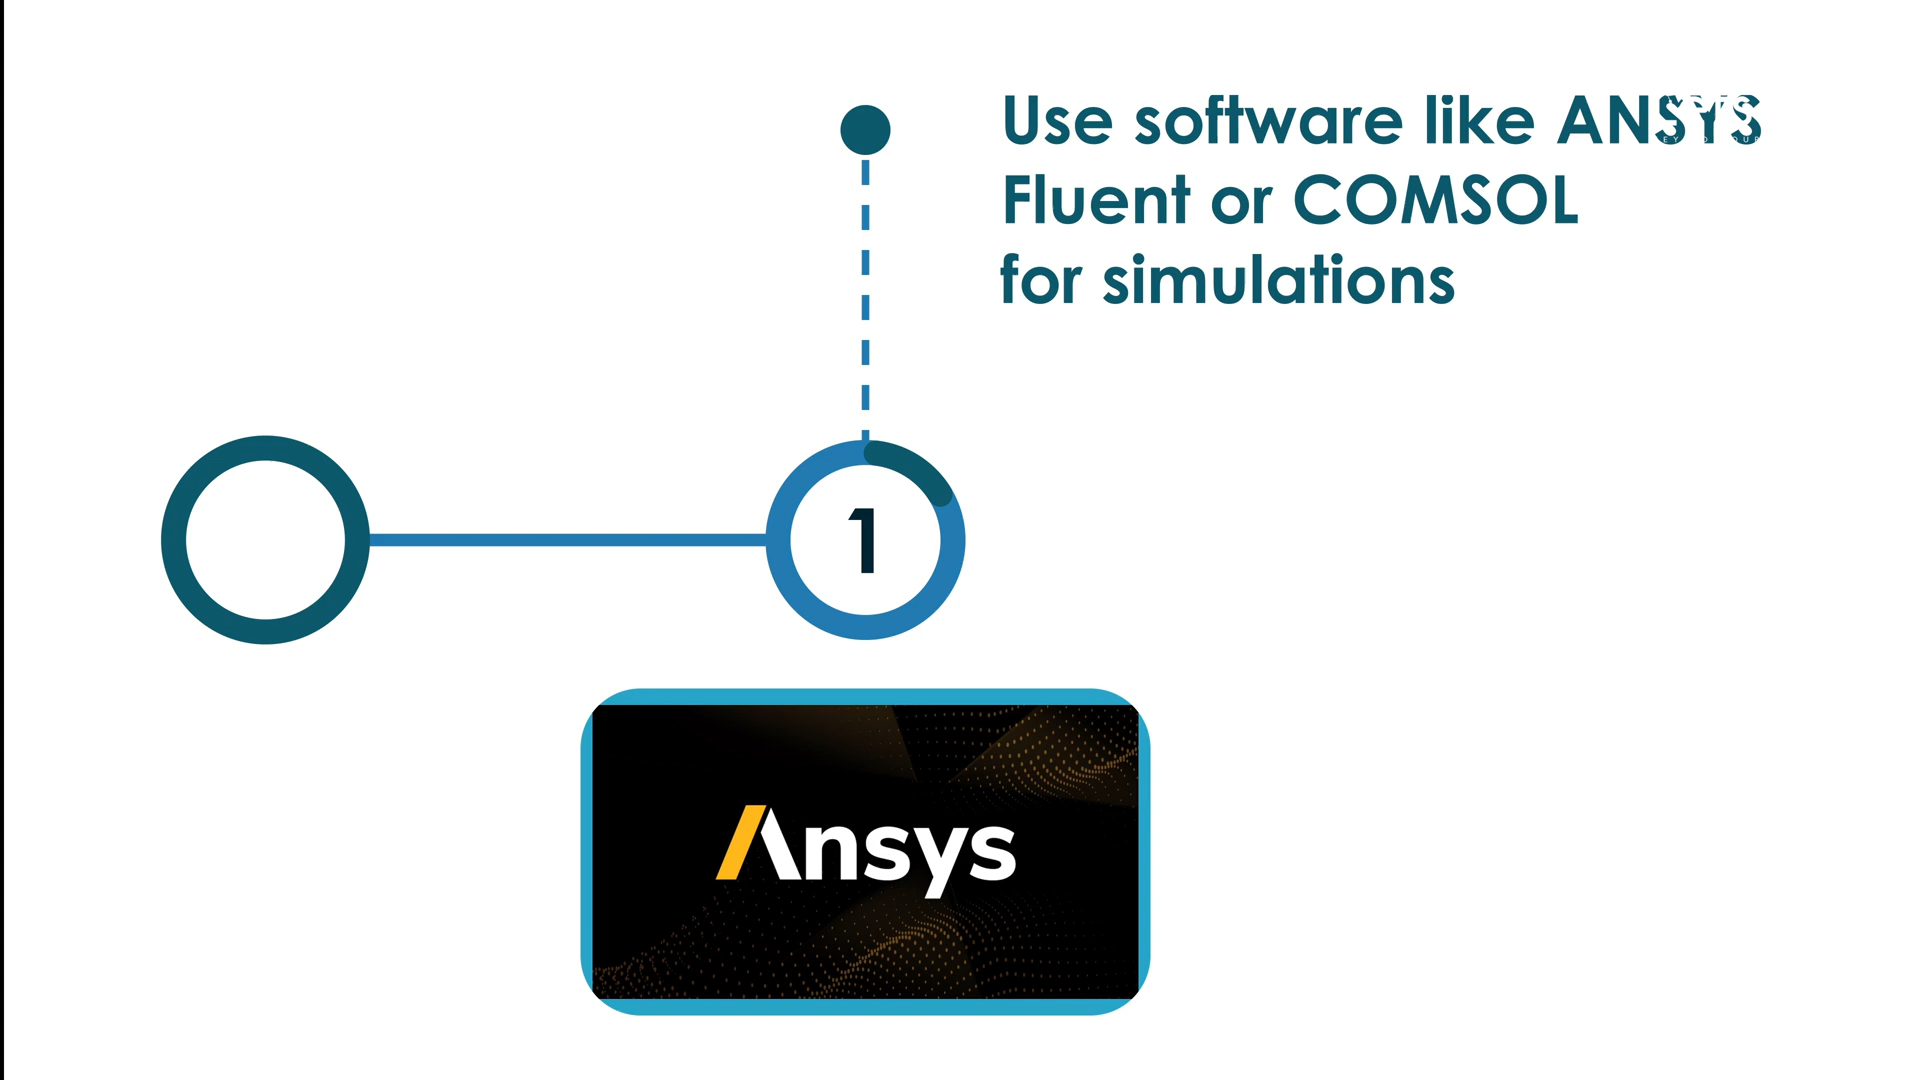 Use software like ANSYS
Fluent or COMSOL
for simulations
1
Ansys